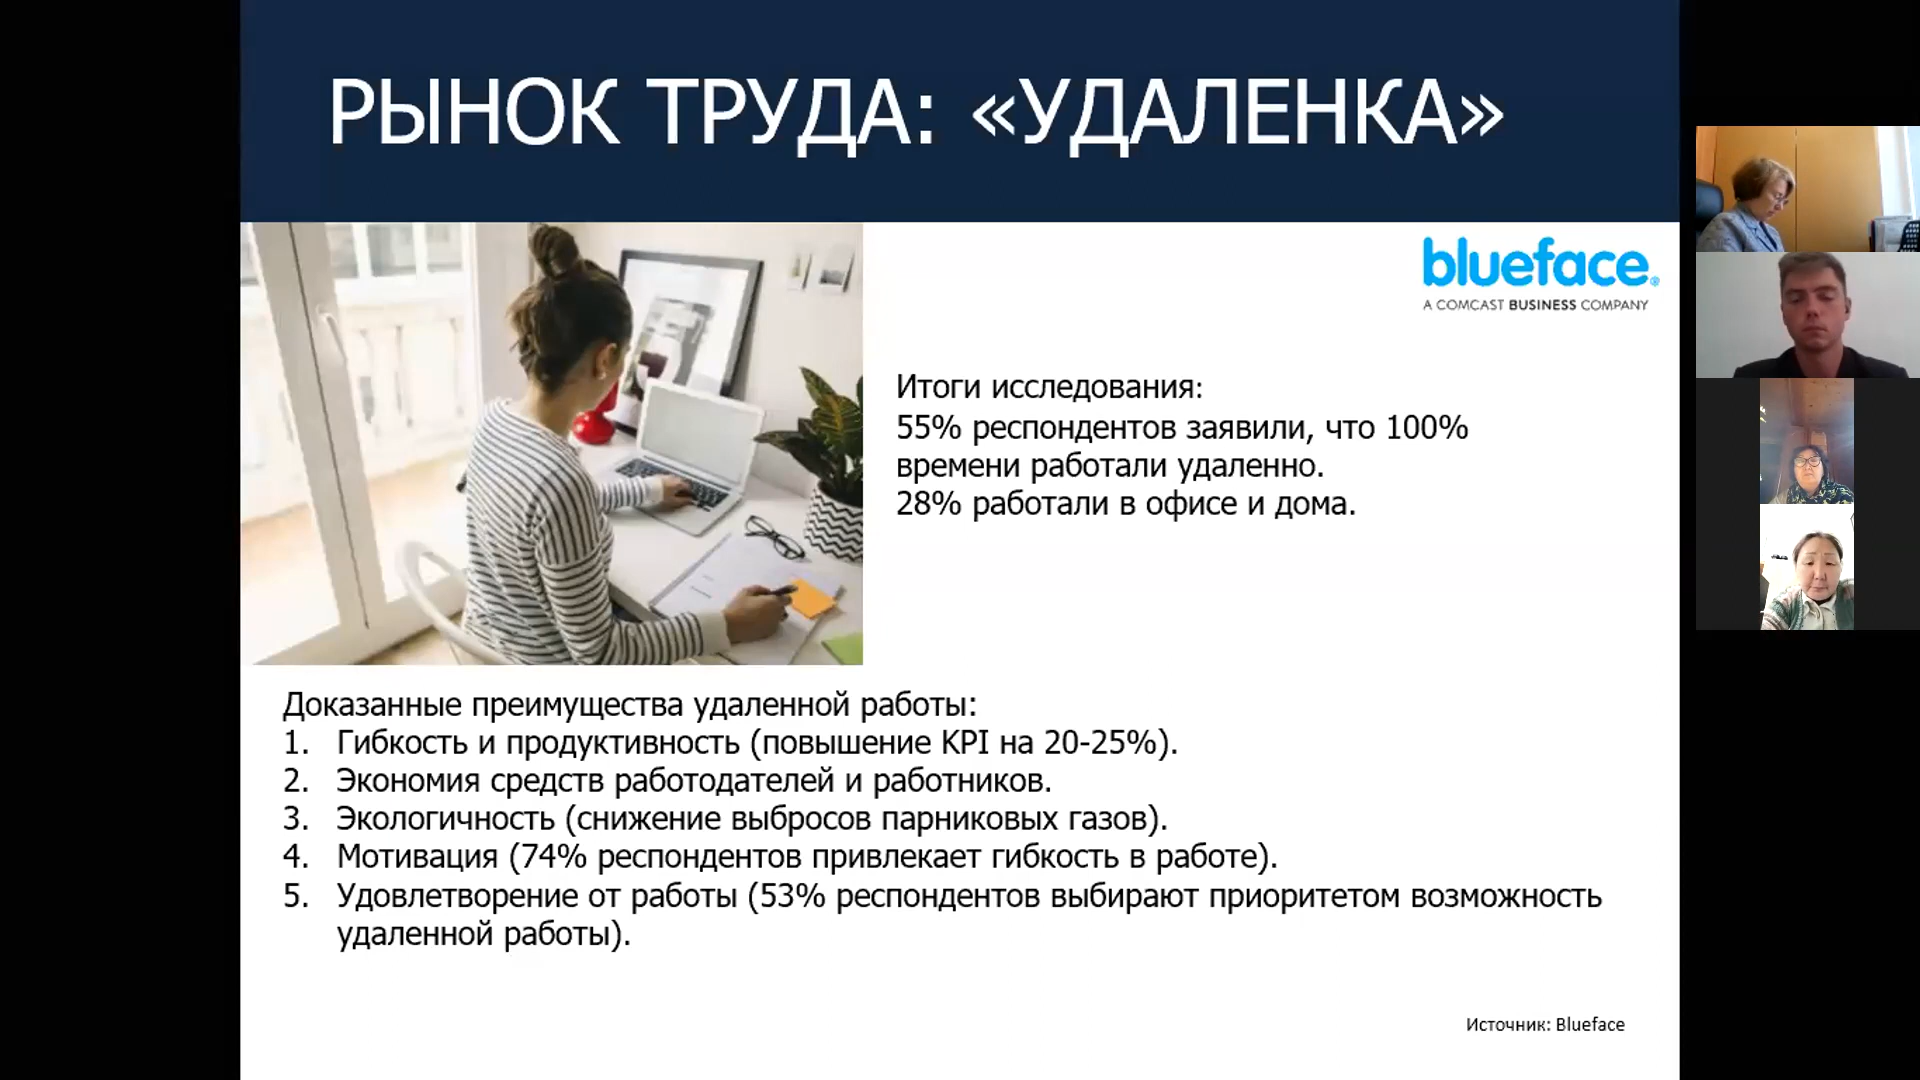 РЫНОК ТРУДА: «УДАЛЕНКА»
blueface®
A COMCAST BUSINESS COMPANY
Итоги исследования:
55% респондентов заявили, что 100%
времени работали удаленно.
28% работали в офисе и дома.
Доказанные преимущества удаленной работы:
1. Гибкость и продуктивность (повышение KPI на 20-25%).
2. Экономия средств работодателей и работников.
3. Экологичность (снижение выбросов парниковых газов).
4. Мотивация (74% респондентов привлекает гибкость в работе).
5. Удовлетворение от работы (53% респондентов выбирают приоритетом возможность
удаленной работы).
Источник: Blueface